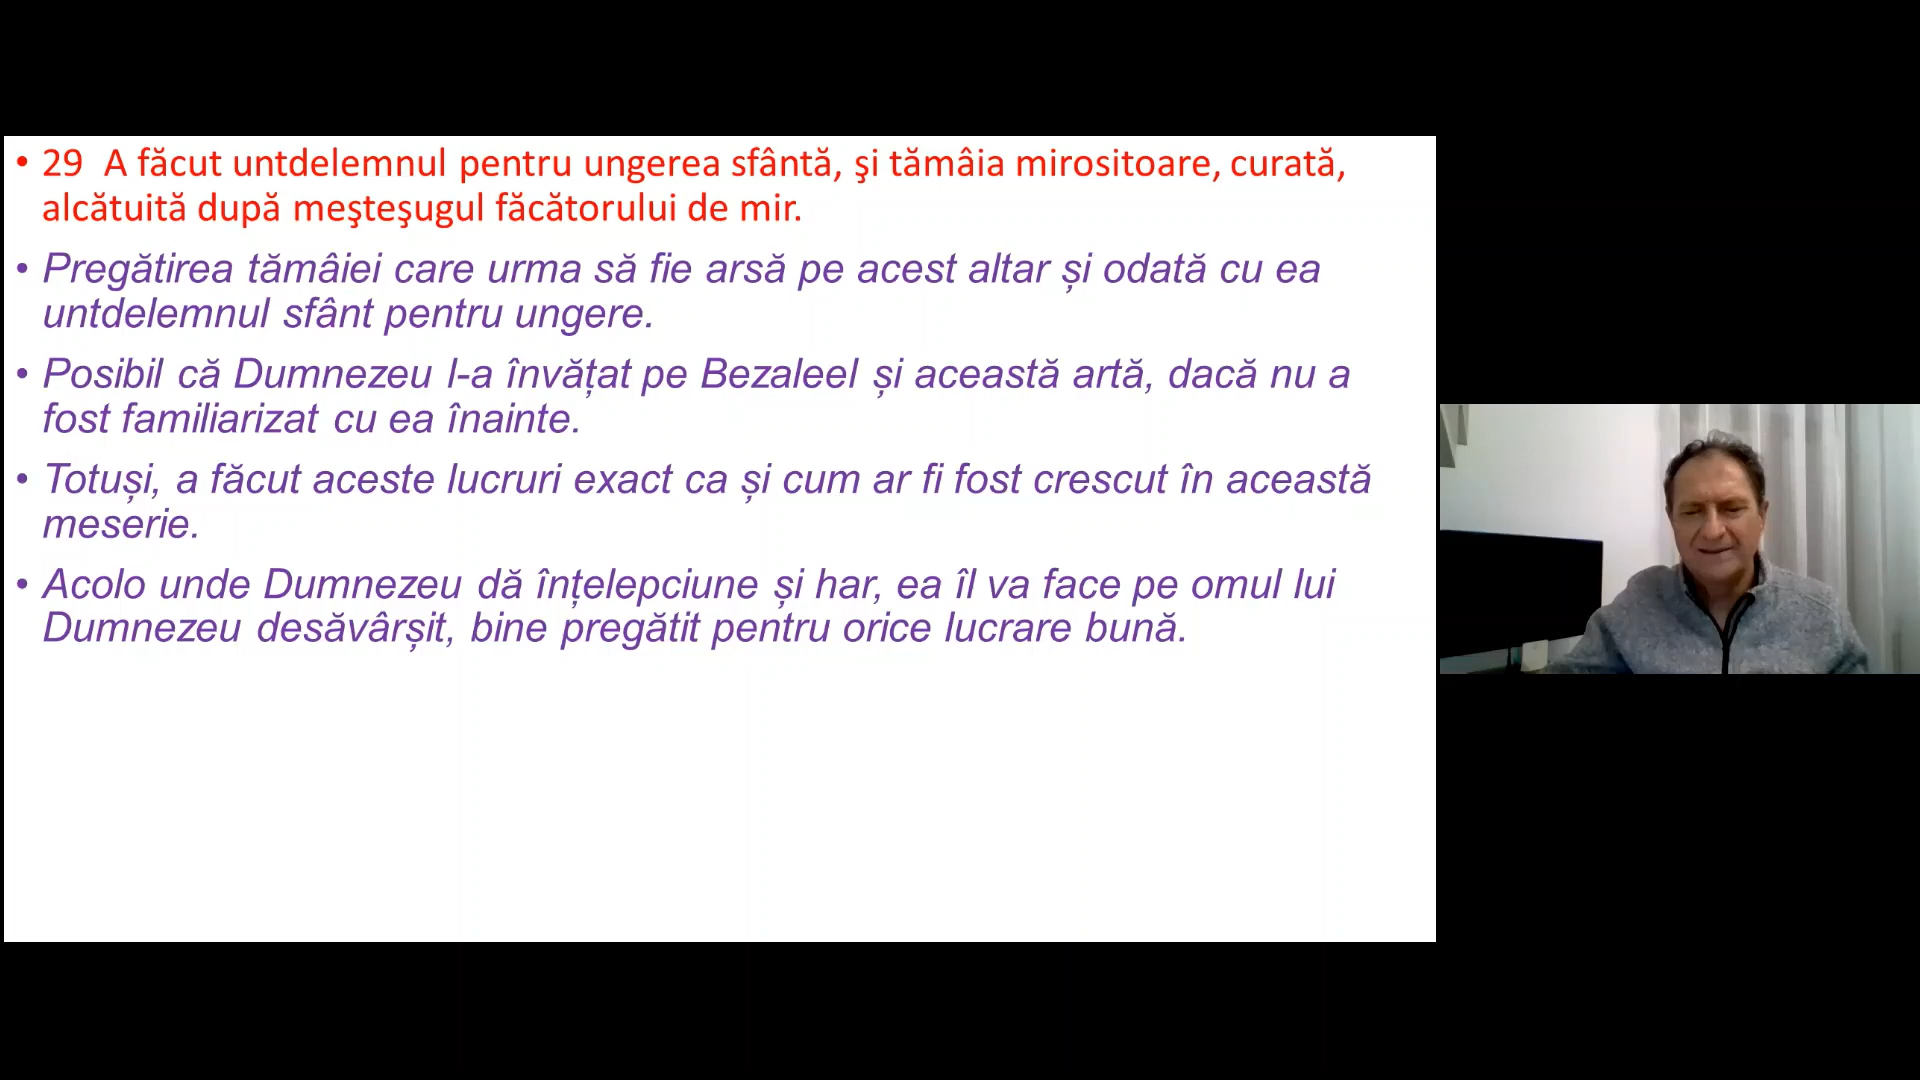 • 29  A făcut untdelemnul pentru ungerea sfântă, şi tămâia mirositoare, curată,
alcătuită după meşteşugul făcătorului de mir.
• Pregătirea tămâiei care urma să fie arsă pe acest altar și odată cu ea
untdelemnul sfânt pentru ungere.
• Posibil că Dumnezeu l-a învățat pe Bezaleel și această artă, dacă nu a
fost familiarizat cu ea înainte.
• Totuși, a făcut aceste lucruri exact ca și cum ar fi fost crescut în această
meserie.
• Acolo unde Dumnezeu dă înțelepciune și har, ea îl va face pe omul lui
Dumnezeu desăvârșit, bine pregătit pentru orice lucrare bună.